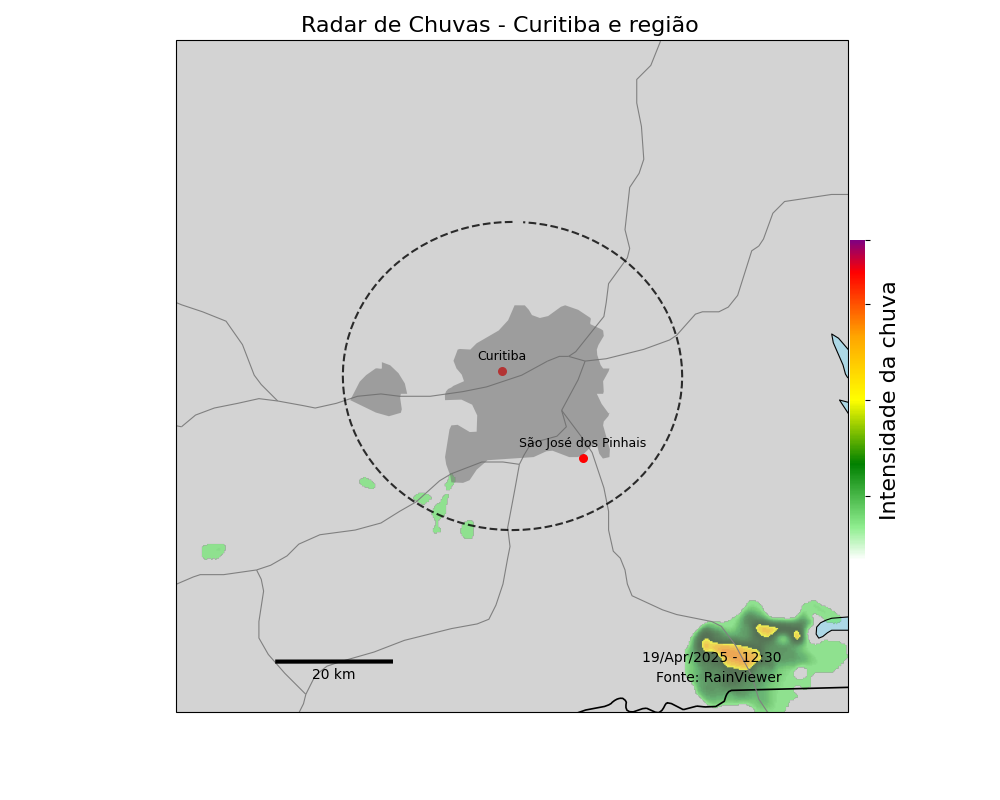 Radar de Chuvas - Curitiba e região
Curitiba
São José dos Pinhais
Intensidade da chuva
19/Apr/2025 - 12:30
Fonte: RainViewer
20 km